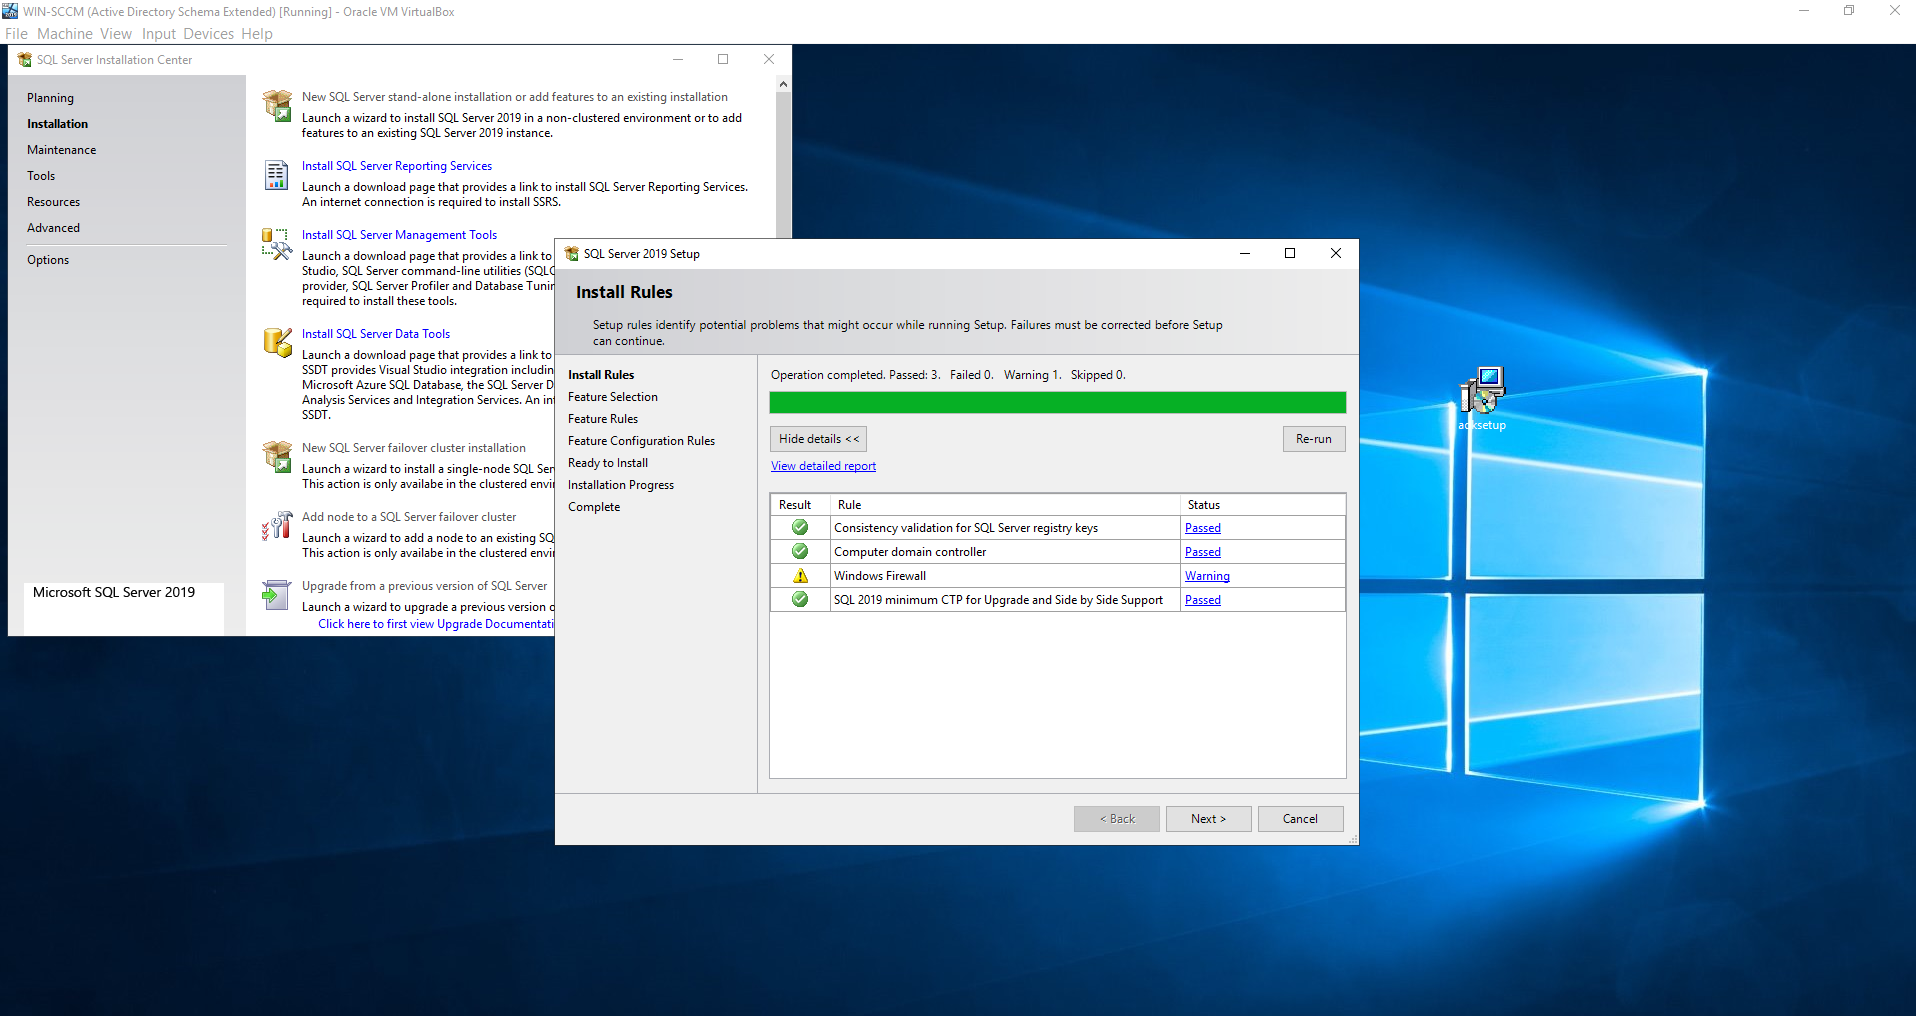 WIN-SCCM (Active Directory Schema Extended) [Running] - Oracle VM VirtualBox
File Machine View Input Devices Help
SQL Server Installation Center
Planning
Installation
Maintenance
Tools
Resources
Advanced
Options
Microsoft SQL Server 2019
New SQL Server stand-alone installation or add features to an existing installation
Launch a wizard to install SQL Server 2019 in a non-clustered environment or to add
features to an existing SQL Server 2019 instance.
Install SQL Server Reporting Services
Launch a download page that provides a link to install SQL Server Reporting Services.
An internet connection is required to install SSRS.
Install SQL Server Management Tools
Launch a download page that provides a link to
Studio, SQL Server command-line utilities (SQLC
provider, SQL Server Profiler and Database Tunin
required to install these tools.
Install SQL Server Data Tools
Launch a download page that provides a link to
SSDT provides Visual Studio integration includin
Microsoft Azure SQL Database, the SQL Server D
Analysis Services and Integration Services. An in
SSDT.
New SQL Server failover cluster installation
Launch a wizard to install a single-node SQL Ser
This action is only availabe in the clustered envi
Add node to a SQL Server failover cluster
Launch a wizard to add a node to an existing SQ
This action is only availabe in the clustered envi
Upgrade from a previous version of SQL Server
Launch a wizard to upgrade a previous version o
Click here to first view Upgrade Documentati
SQL Server 2019 Setup
Install Rules
Setup rules identify potential problems that might occur while running Setup. Failures must be corrected before Setup
can continue.
Install Rules
Feature Selection
Feature Rules
Feature Configuration Rules
Ready to Install
Installation Progress
Complete
Operation completed. Passed: 3. Failed 0. Warning 1. Skipped 0.
Hide details <<
Re-run
View detailed report
Result Rule Status
Consistency validation for SQL Server registry keys Passed
Computer domain controller Passed
Windows Firewall Warning
SQL 2019 minimum CTP for Upgrade and Side by Side Support Passed
< Back Next > Cancel
adksetup